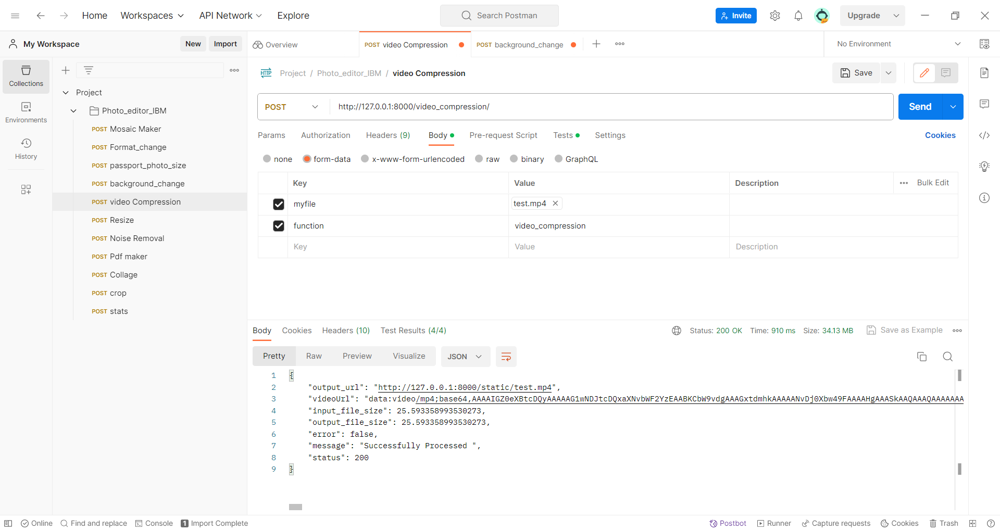 Home
Workspaces
API Network
Explore
Search Postman
Invite
Upgrade
My Workspace
New
Import
Overview
POST video Compression
POST background_change
No Environment
Collections
Environments
History
Project
Photo_editor_IBM
POST Mosaic Maker
POST Format_change
POST passport_photo_size
POST background_change
POST video Compression
POST Resize
POST Noise Removal
POST Pdf maker
POST Collage
POST crop
POST stats
HTTP Project / Photo_editor_IBM / video Compression
Save
POST
http://127.0.0.1:8000/video_compression/
Send
Params
Authorization
Headers (9)
Body
Pre-request Script
Tests
Settings
Cookies
none
form-data
x-www-form-urlencoded
raw
binary
GraphQL
Key Value Description
Bulk Edit
myfile test.mp4
function video_compression
Key Value Description
Body
Cookies
Headers (10)
Test Results (4/4)
Status: 200 OK
Time: 910 ms
Size: 34.13 MB
Save as Example
Pretty
Raw
Preview
Visualize
JSON
1 {
2 "output_url": "http://127.0.0.1:8000/static/test.mp4",
3 "videoUrl": "data:video/mp4;base64,AAAAIGZ0eXBtcDQyAAAAAG1wNDJtcDQxaXNvbWF2YzEAABKCbW9vdgAAAGxtdmhkAAAAANvDj0Xbw49FAAAAHgAAASkAAQAAAQAAAAAAA
4 "input_file_size": 25.593358993530273,
5 "output_file_size": 25.593358993530273,
6 "error": false,
7 "message": "Successfully Processed ",
8 "status": 200
9 }
Online
Find and replace
Console
1 Import Complete
Postbot
Runner
Capture requests
Cookies
Trash